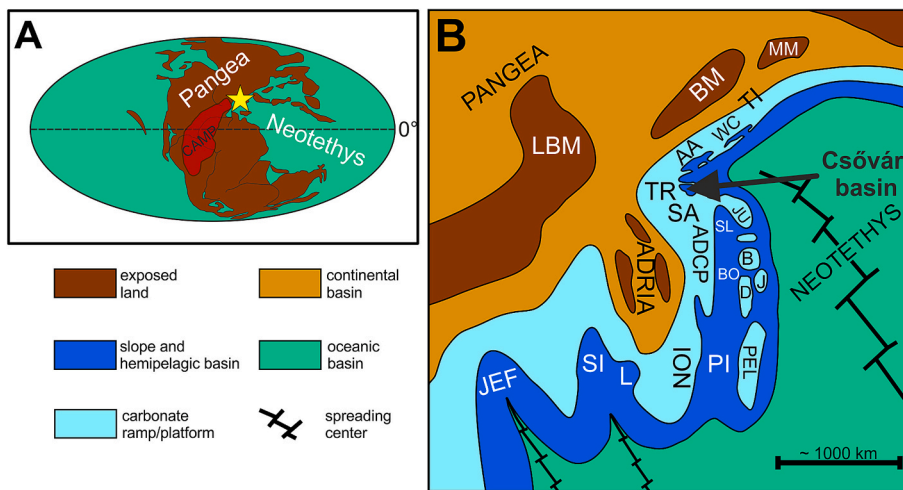 A
Pangea
Neotethys
CAMP
0°
exposed
land
continental
basin
slope and
hemipelagic basin
oceanic
basin
carbonate
ramp/platform
spreading
center
B
PANGEA
MM
BM
TI
LBM
WC
AA
Csővár
basin
TR
SA
JU
SL
ADCP
NEOTETHYS
ADRIA
B
BO
J
D
JEF
SI
L
ION
PI
PEL
~ 1000 km